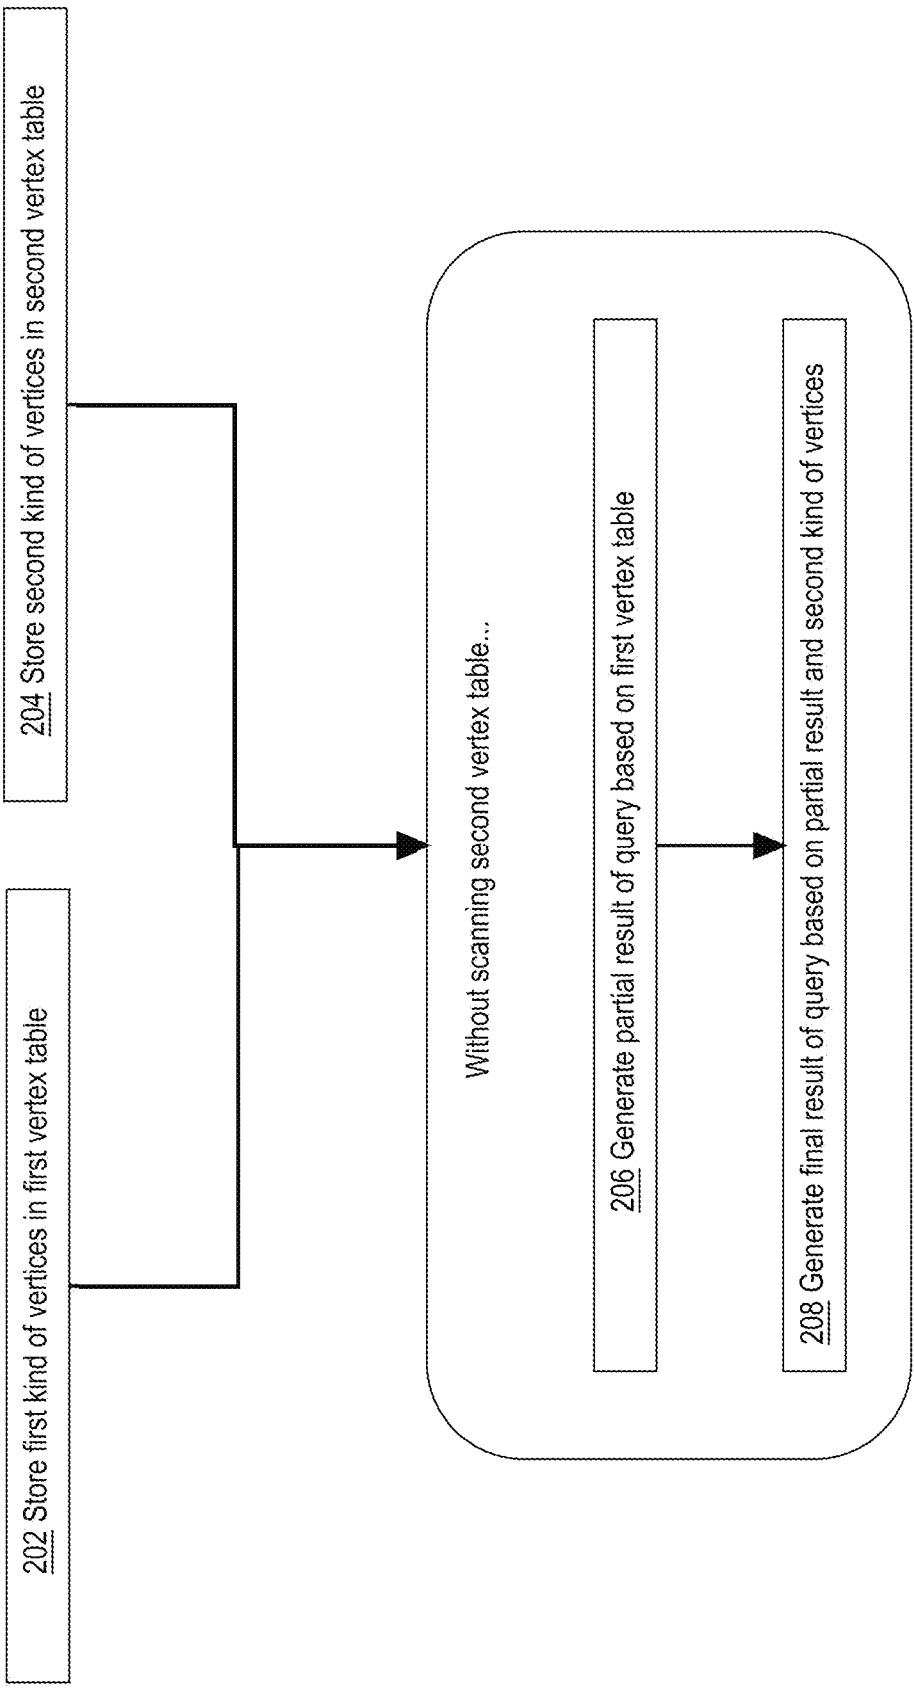 202 Store first kind of vertices in first vertex table
204 Store second kind of vertices in second vertex table
Without scanning second vertex table...
206 Generate partial result of query based on first vertex table
208 Generate final result of query based on partial result and second kind of vertices